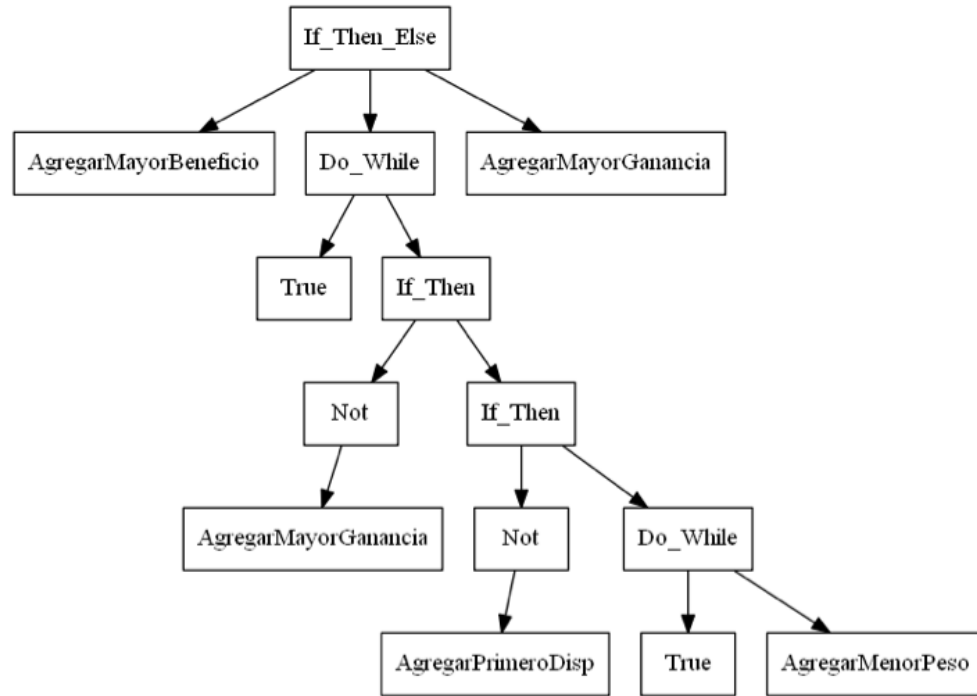 If_Then_Else
AgregarMayorBeneficio
Do_While
AgregarMayorGanancia
True
If_Then
Not
If_Then
AgregarMayorGanancia
Not
Do_While
AgregarPrimeroDisp
True
AgregarMenorPeso